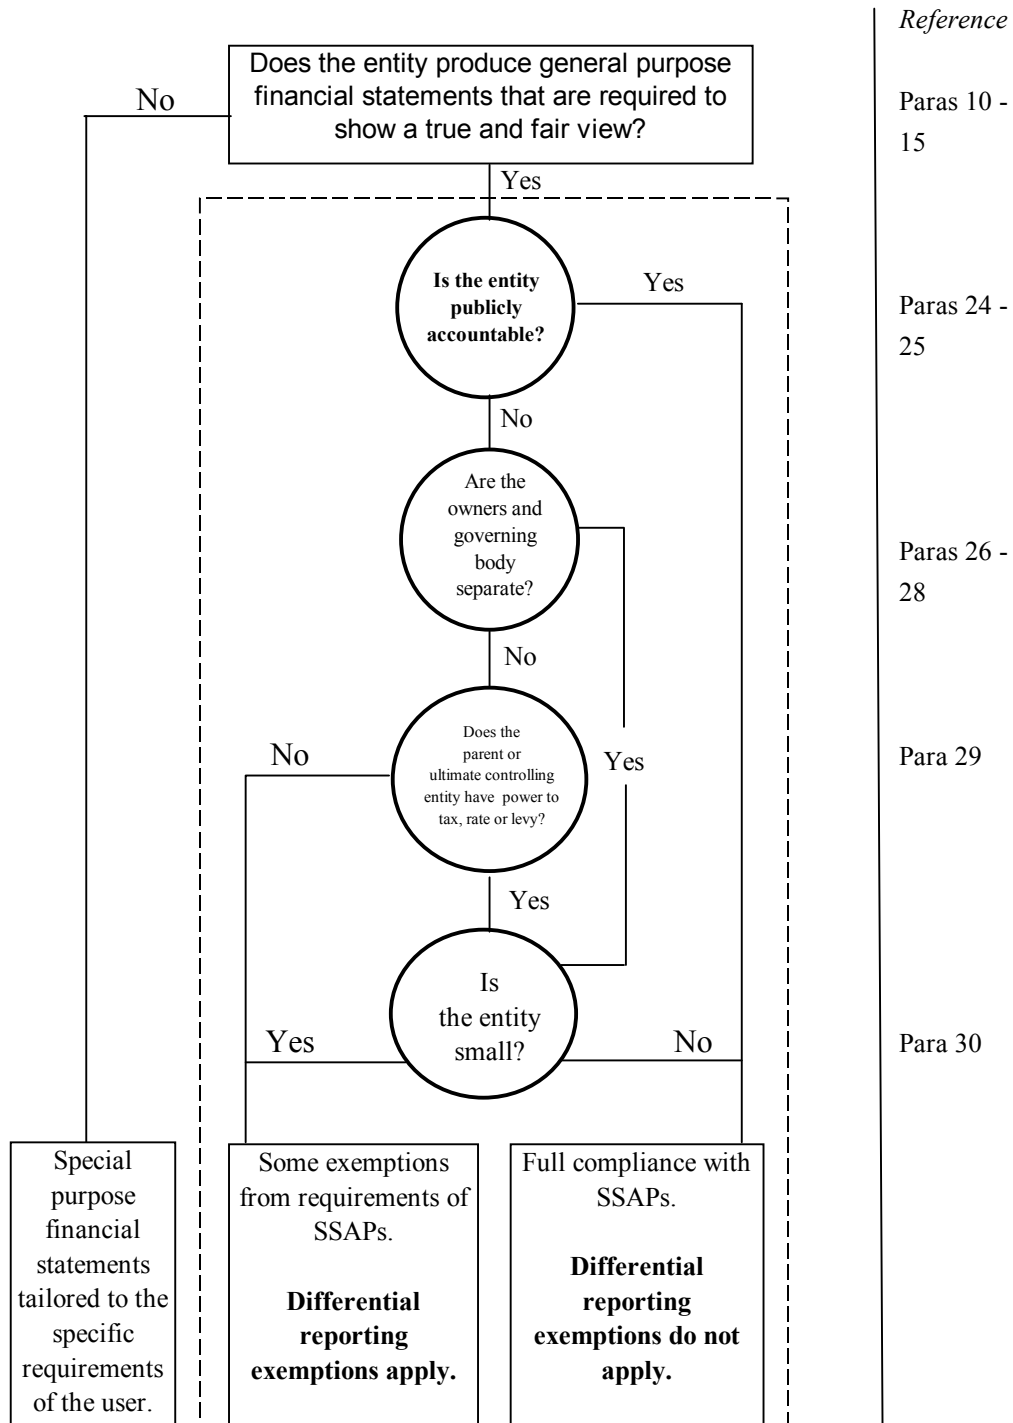 Reference
Does the entity produce general purpose
financial statements that are required to
show a true and fair view?
No
Paras 10 -
15
Yes
Is the entity
publicly
accountable?
Yes
Paras 24 -
25
No
Are the
owners and
governing
body
separate?
Paras 26 -
28
No
Does the
parent or
ultimate controlling
entity have power to
tax, rate or levy?
No
Yes
Para 29
Yes
Is
the entity
small?
Yes
No
Para 30
Special
purpose
financial
statements
tailored to the
specific
requirements
of the user.
Some exemptions
from requirements of
SSAPs.
Differential
reporting
exemptions apply.
Full compliance with
SSAPs.
Differential
reporting
exemptions do not
apply.